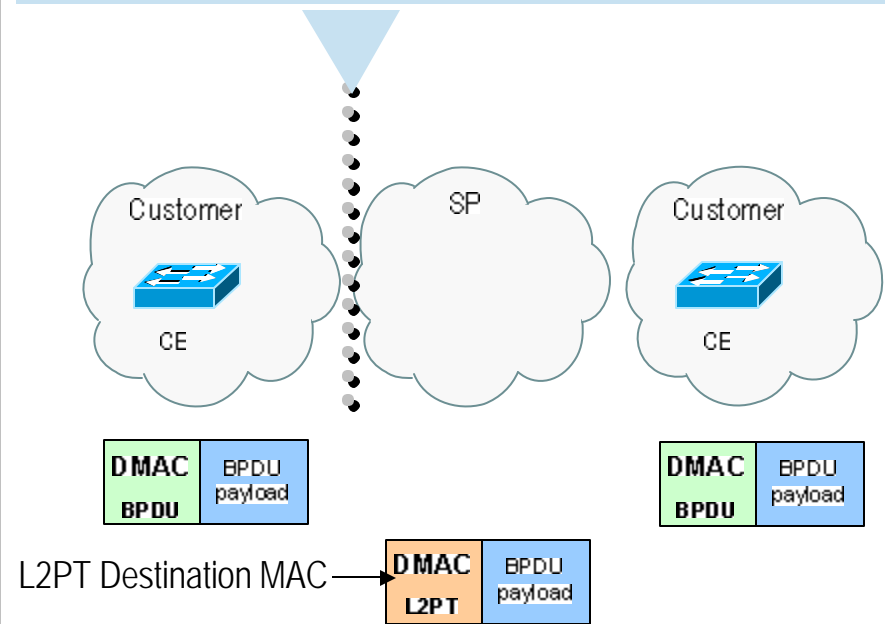 Customer
SP
Customer
CE
CE
DMAC
BPDU
BPDU
payload
DMAC
BPDU
BPDU
payload
L2PT Destination MAC
DMAC
L2PT
BPDU
payload